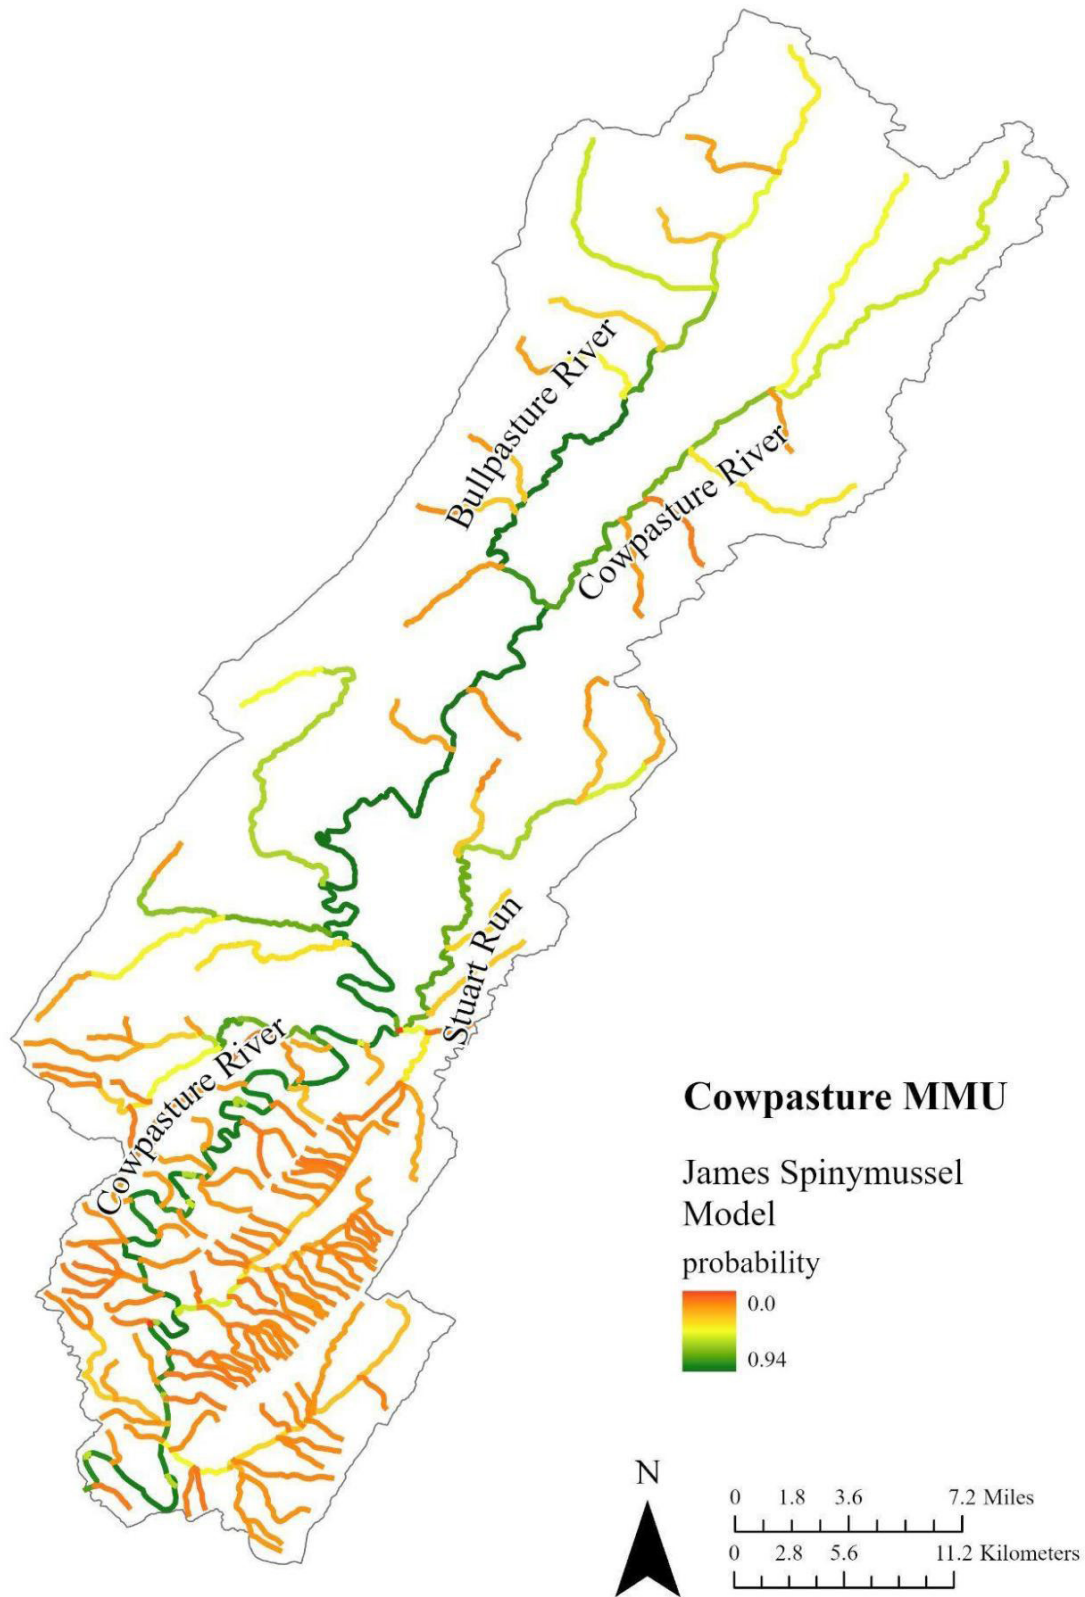 Bullpasture River
Cowpasture River
Stuart Run
Cowpasture River
Cowpasture MMU
James Spinymussel
Model
probability
0.0
0.94
N
0 1.8 3.6 7.2 Miles
0 2.8 5.6 11.2 Kilometers